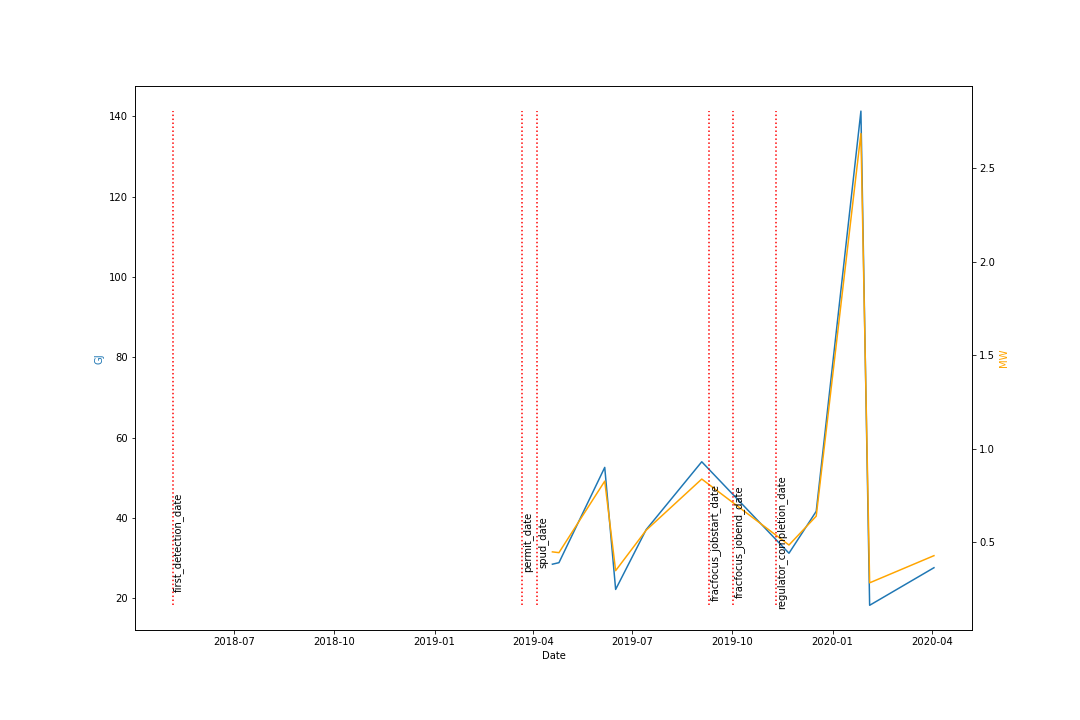 140
120
100
80
60
40
20
GJ
2.5
2.0
1.5
1.0
0.5
MW
first_detection_date
permit_date
spud_date
fracfocus_jobstart_date
fracfocus_jobend_date
regulator_completion_date
2018-07
2018-10
2019-01
2019-04
2019-07
2019-10
2020-01
2020-04
Date